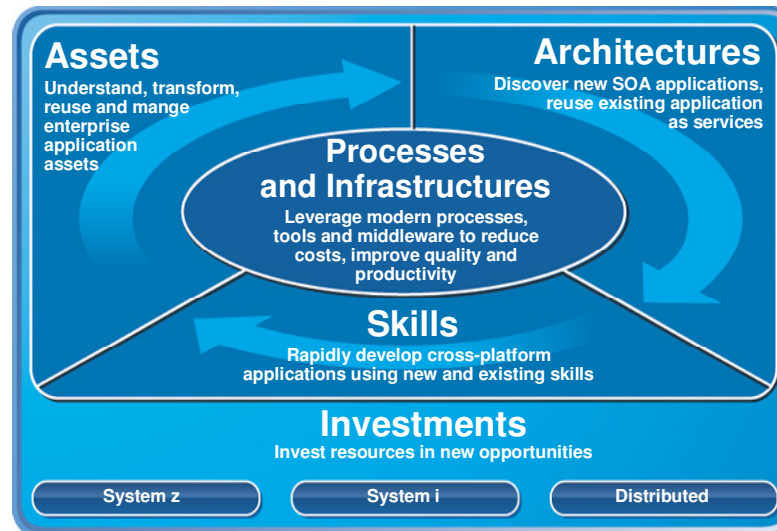 Assets
Understand, transform,
reuse and mange
enterprise
application
assets
Architectures
Discover new SOA applications,
reuse existing application
as services
Processes
and Infrastructures
Leverage modern processes,
tools and middleware to reduce
costs, improve quality and
productivity
Skills
Rapidly develop cross-platform
applications using new and existing skills
Investments
Invest resources in new opportunities
System z
System i
Distributed